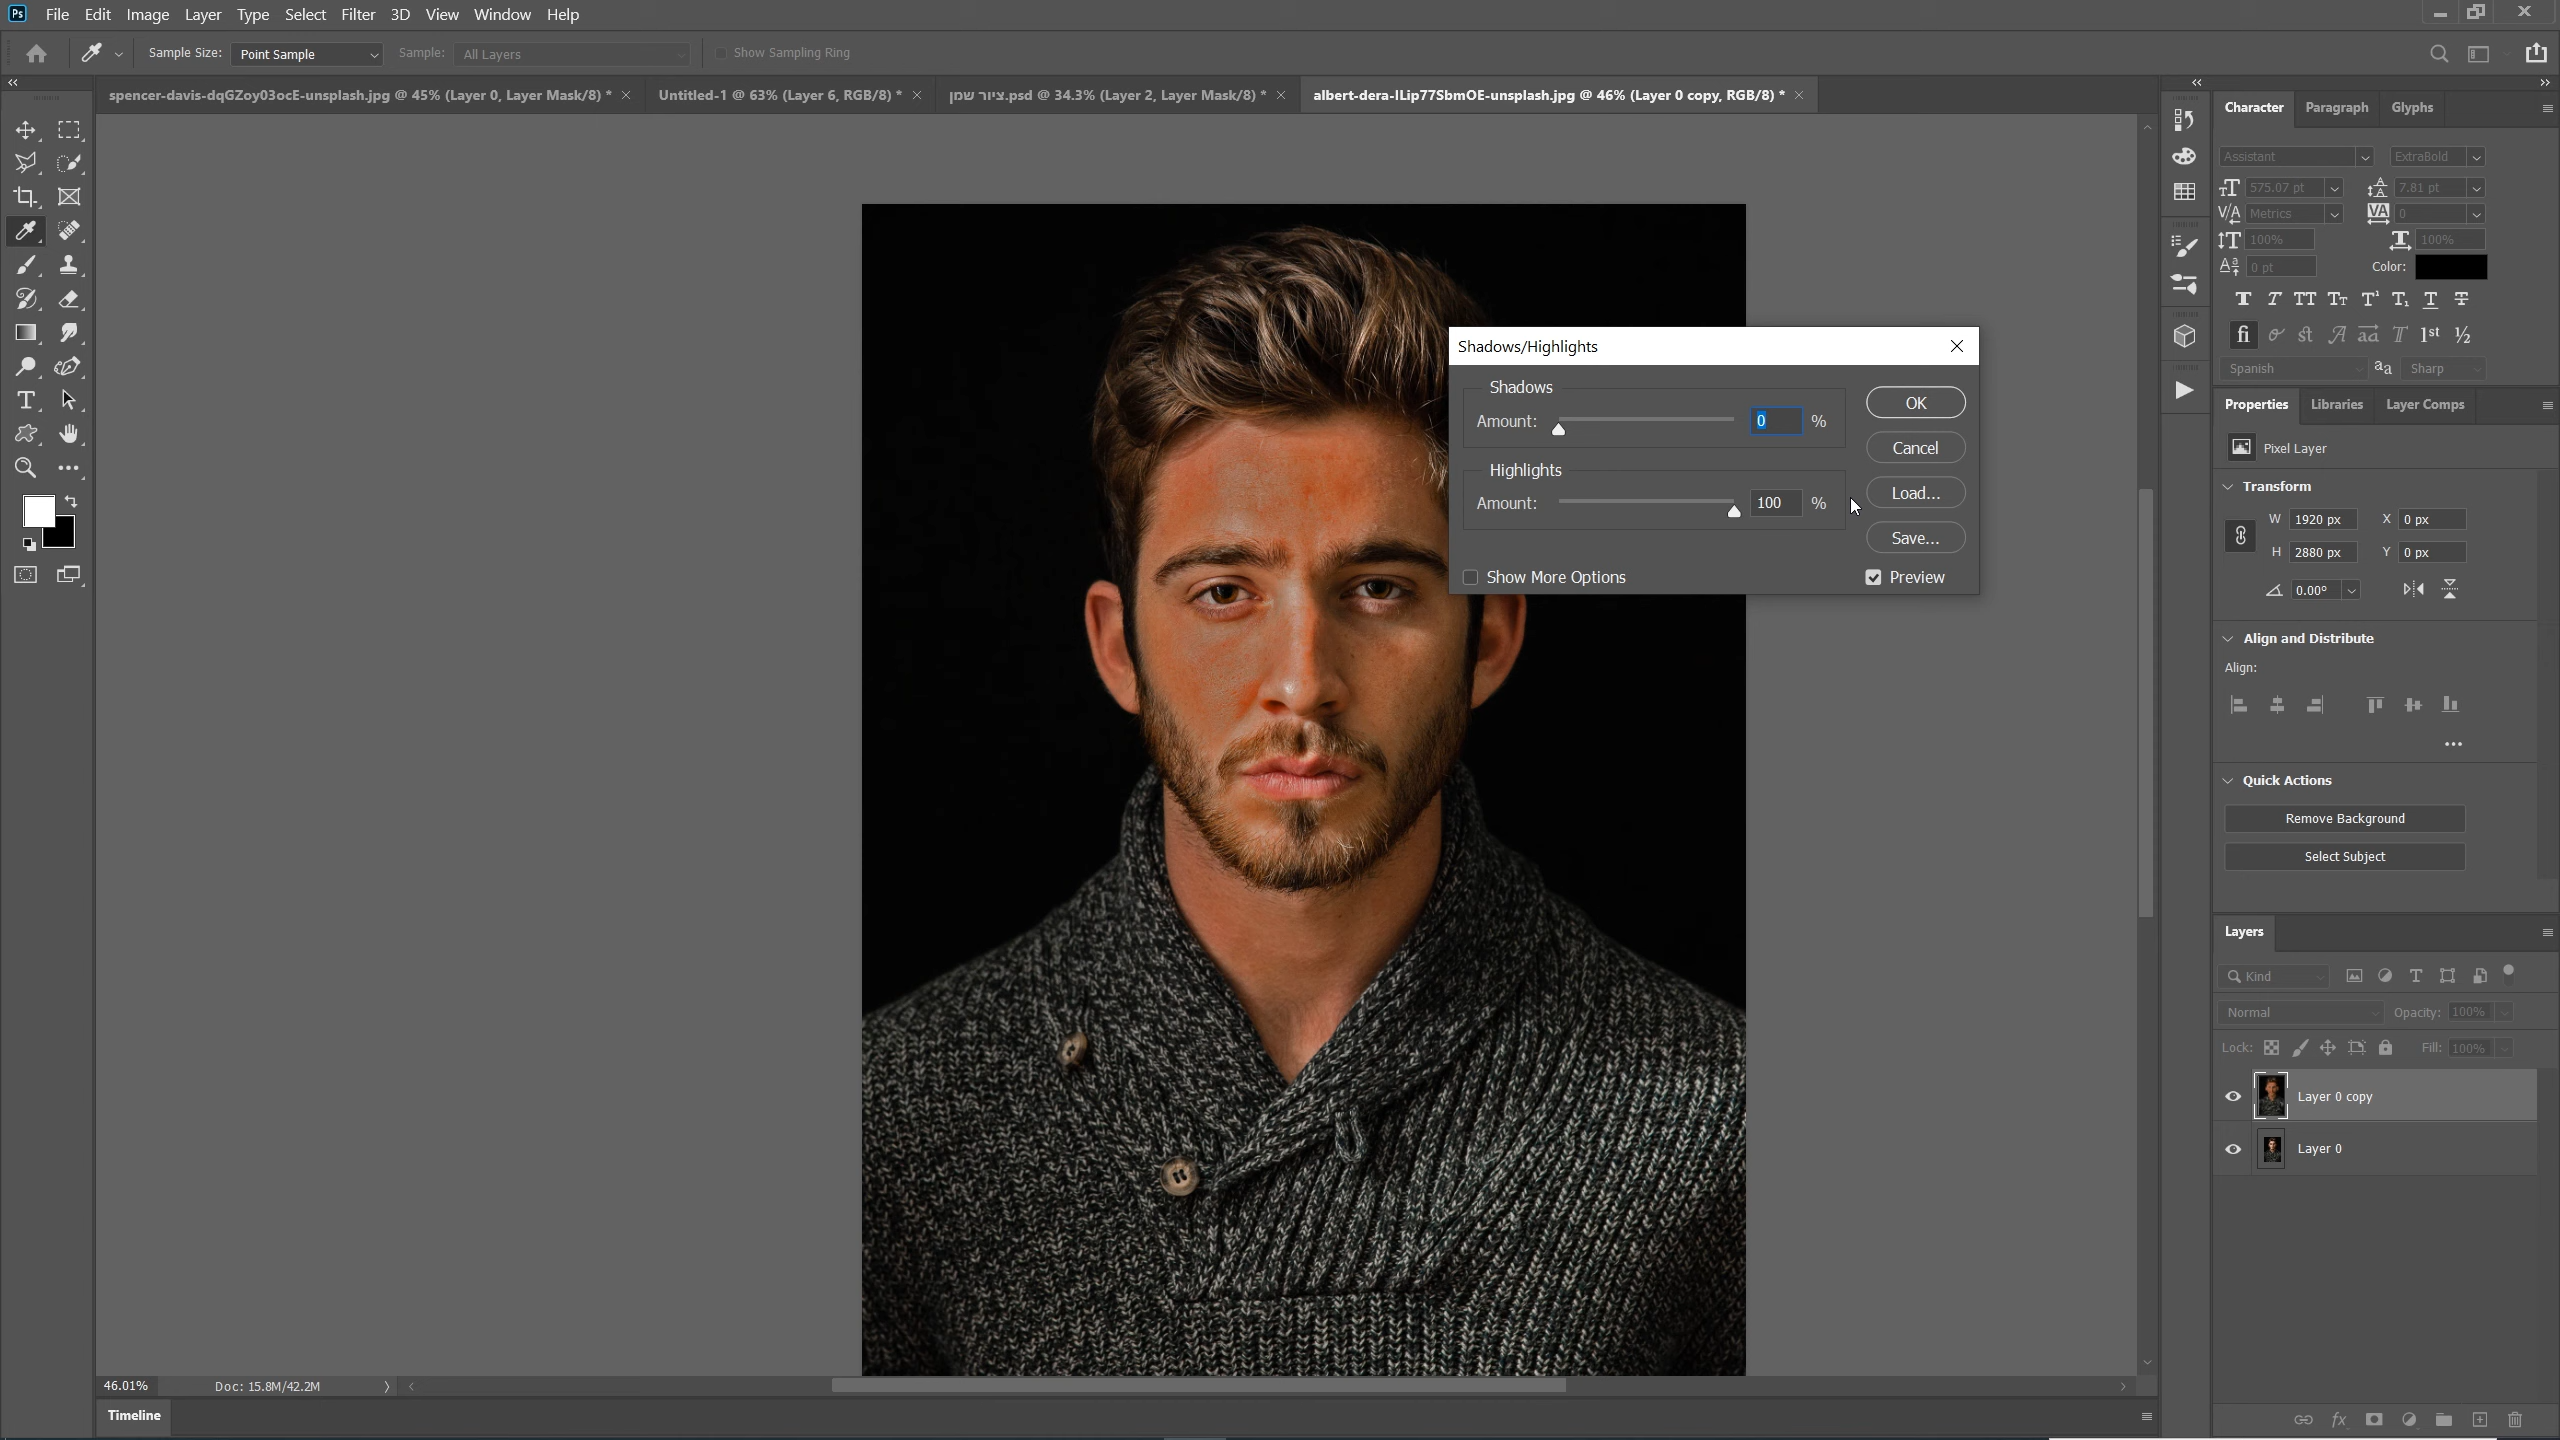 Ps File Edit Image Layer Type Select Filter 3D View Window Help
Sample Size: Point Sample Sample: All Layers Show Sampling Ring
spencer-davis-dqGZoy03ocE-unsplash.jpg @ 45% (Layer 0, Layer Mask/8) *
Untitled-1 @ 63% (Layer 6, RGB/8) *
ציור שמן.psd @ 34.3% (Layer 2, Layer Mask/8) *
albert-dera-ILip77SbmOE-unsplash.jpg @ 46% (Layer 0 copy, RGB/8) *
Character Paragraph Glyphs
Assistant ExtraBold
575.07 pt 7.81 pt
Metrics 0
100% 100%
0 pt Color:
Spanish aa Sharp
Shadows/Highlights
Shadows
Amount: 0 %
Highlights
Amount: 100 %
Show More Options
OK
Cancel
Load...
Save...
Preview
Properties Libraries Layer Comps
Pixel Layer
Transform
W 1920 px X 0 px
H 2880 px Y 0 px
0.00°
Align and Distribute
Align:
Quick Actions
Remove Background
Select Subject
Layers
Kind
Normal Opacity: 100%
Lock: Fill: 100%
Layer 0 copy
Layer 0
46.01% Doc: 15.8M/42.2M
Timeline